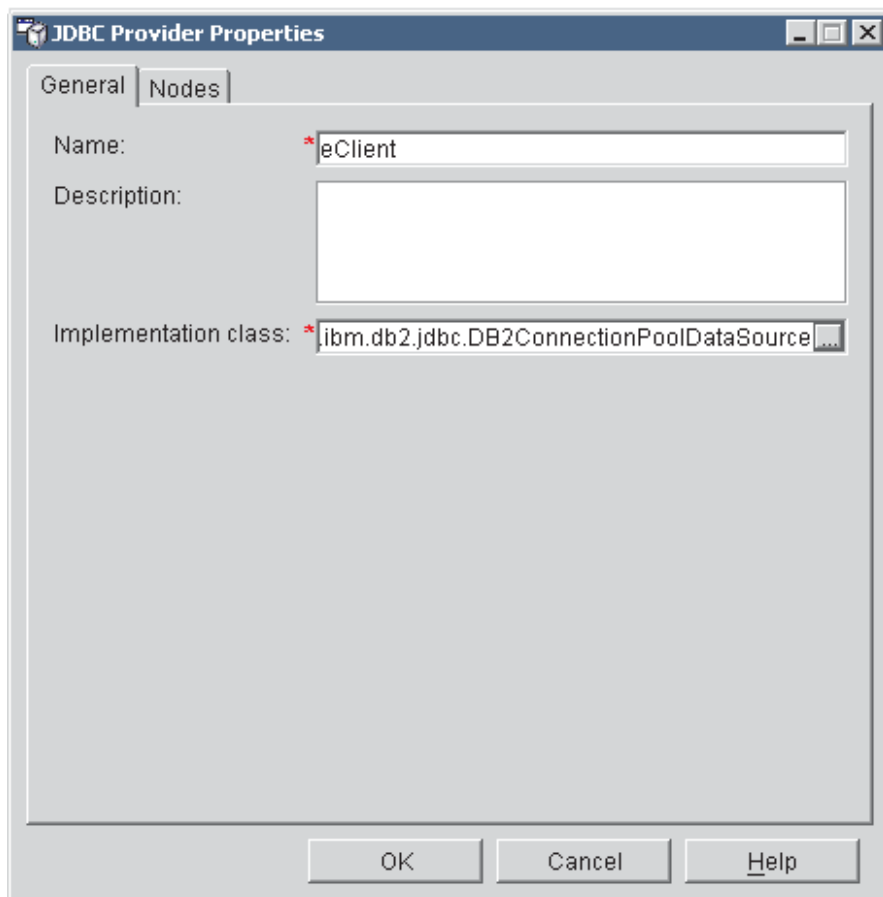 JDBC Provider Properties
General Nodes
Name: *eClient
Description:
Implementation class: *.ibm.db2.jdbc.DB2ConnectionPoolDataSource ...
OK Cancel Help